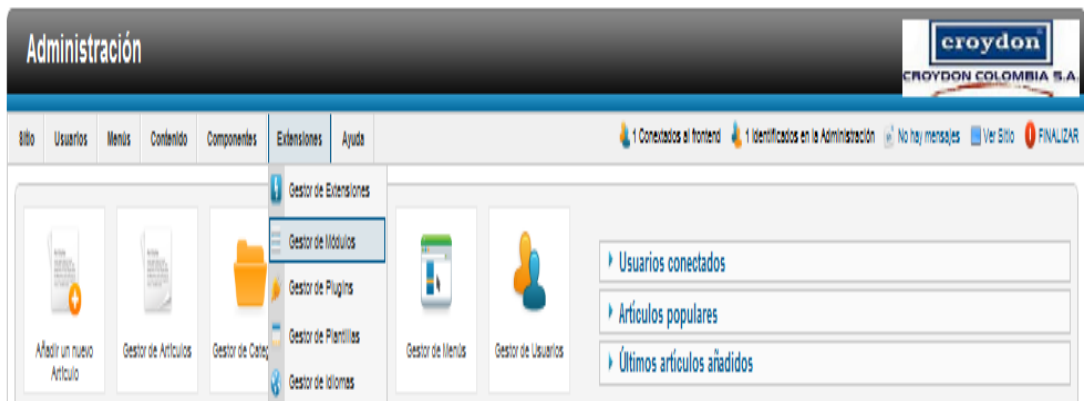 Administración
croydon
CROYDON COLOMBIA S.A.
Sitio Usuarios Menús Contenido Componentes Extensiones Ayuda
1 Conectados al frontend 1 Identificados en la Administración No hay mensajes Ver Sitio FINALIZAR
Gestor de Extensiones
Gestor de Módulos
Gestor de Plugins
Gestor de Plantillas
Gestor de Idiomas
Añadir un nuevo Artículo
Gestor de Artículos
Gestor de Categ
Gestor de Menús
Gestor de Usuarios
Usuarios conectados
Artículos populares
Últimos artículos añadidos